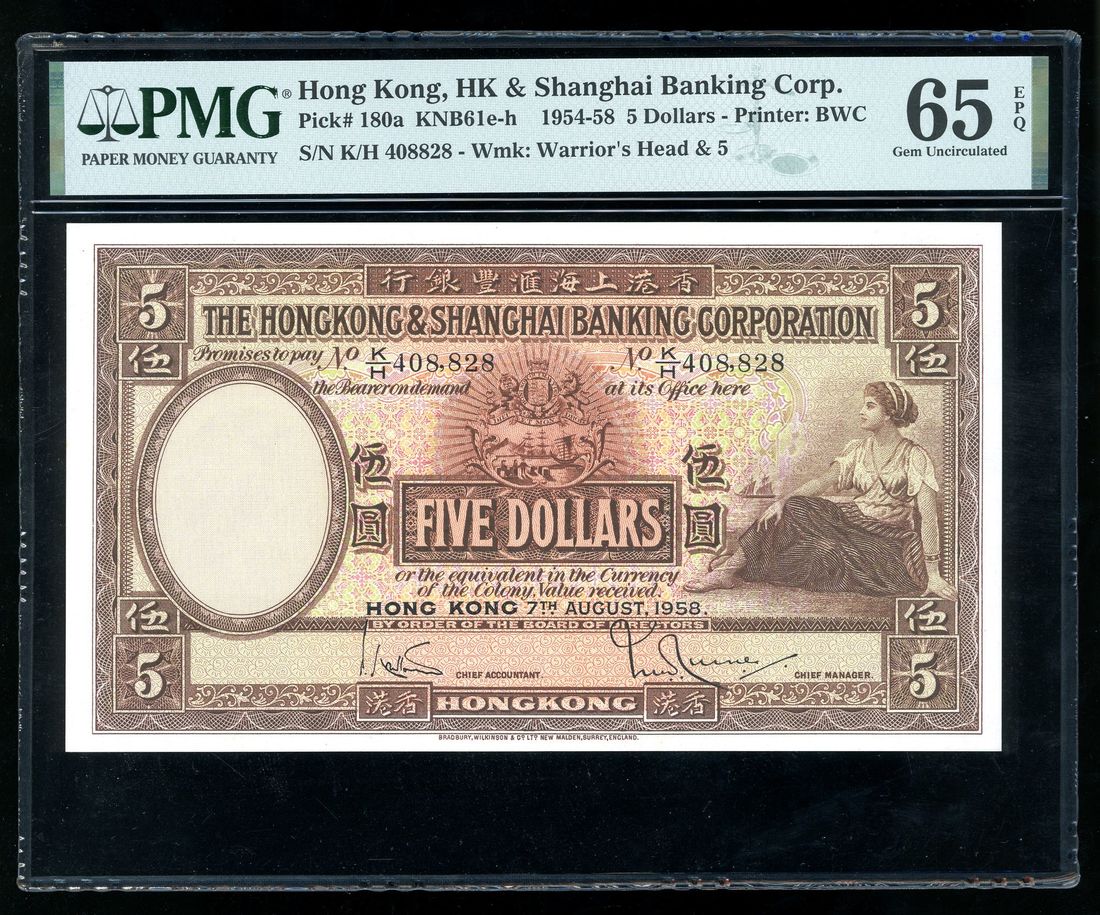 PMG®
PAPER MONEY GUARANTY
Hong Kong, HK & Shanghai Banking Corp.
Pick# 180a KNB61e-h 1954-58 5 Dollars - Printer: BWC
S/N K/H 408828 - Wmk: Warrior's Head & 5
65
EPQ
Gem Uncirculated
5 行銀豐滙海上港香 5
THE HONGKONG & SHANGHAI BANKING CORPORATION
伍 伍
Promises to pay No K/H 408,828 No K/H 408,828
the Bearer on demand at its Office here
伍圓 伍圓
FIVE DOLLARS
or the equivalent in the Currency
of the Colony, Value received.
HONG KONG 7TH AUGUST, 1958.
伍 伍
BY ORDER OF THE BOARD OF DIRECTORS
5 5
CHIEF ACCOUNTANT. CHIEF MANAGER.
港香 HONGKONG 港香
BRADBURY, WILKINSON & CO LTD NEW MALDEN, SURREY, ENGLAND.